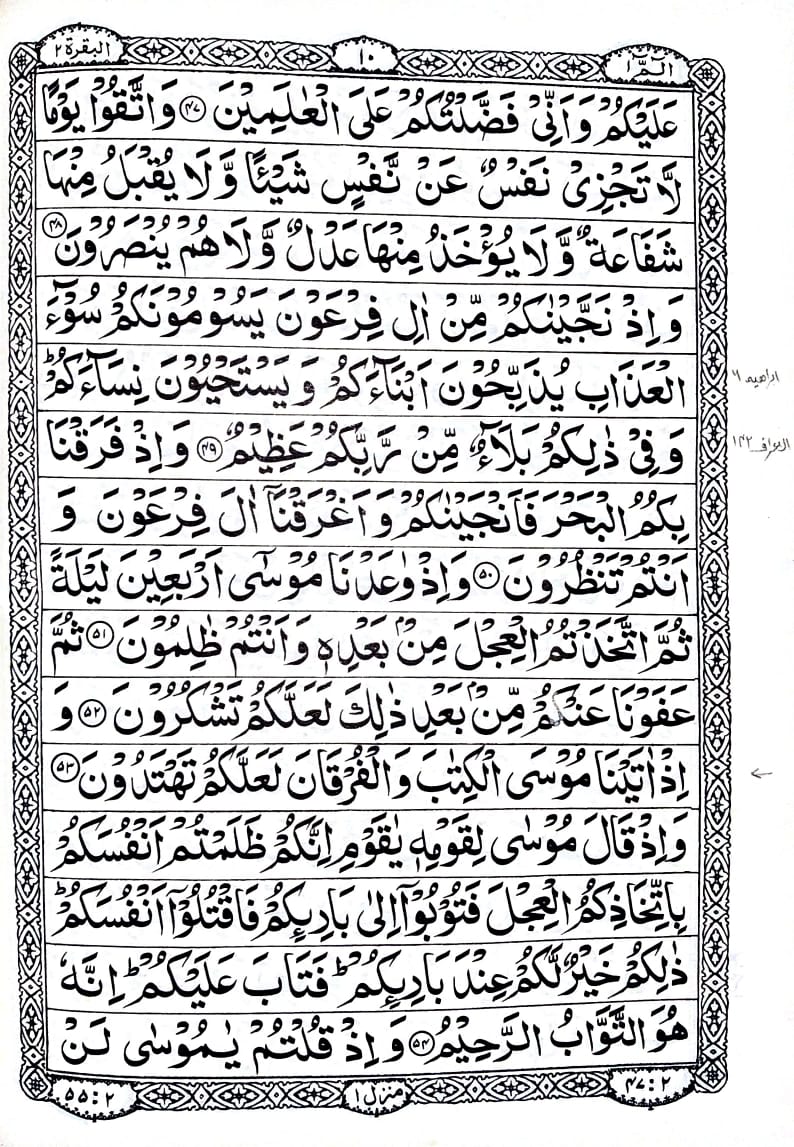 الٓمّٓ ١
١٠
البقرة ٢
عَلَيْكُمْ وَاَنِّىْ فَضَّلْتُكُمْ عَلَى الْعٰلَمِيْنَ ۝٤٧ وَاتَّقُوْا يَوْمًا
لَّا تَجْزِىْ نَفْسٌ عَنْ نَّفْسٍ شَيْـًٔا وَّلَا يُقْبَلُ مِنْهَا
شَفَاعَةٌ وَّلَا يُؤْخَذُ مِنْهَا عَدْلٌ وَّلَا هُمْ يُنْصَرُوْنَ ۝٤٨
وَاِذْ نَجَّيْنٰكُمْ مِّنْ اٰلِ فِرْعَوْنَ يَسُوْمُوْنَكُمْ سُوْٓءَ
الْعَذَابِ يُذَبِّحُوْنَ اَبْنَآءَكُمْ وَيَسْتَحْيُوْنَ نِسَآءَكُمْ ؕ
وَفِىْ ذٰلِكُمْ بَلَآءٌ مِّنْ رَّبِّكُمْ عَظِيْمٌ ۝٤٩ وَاِذْ فَرَقْنَا
بِكُمُ الْبَحْرَ فَاَنْجَيْنٰكُمْ وَاَغْرَقْنَآ اٰلَ فِرْعَوْنَ وَ
اَنْتُمْ تَنْظُرُوْنَ ۝٥٠ وَاِذْ وٰعَدْنَا مُوْسٰٓى اَرْبَعِيْنَ لَيْلَةً
ثُمَّ اتَّخَذْتُمُ الْعِجْلَ مِنْۢ بَعْدِهٖ وَاَنْتُمْ ظٰلِمُوْنَ ۝٥١ ثُمَّ
عَفَوْنَا عَنْكُمْ مِّنْۢ بَعْدِ ذٰلِكَ لَعَلَّكُمْ تَشْكُرُوْنَ ۝٥٢ وَ
اِذْ اٰتَيْنَا مُوْسَى الْكِتٰبَ وَالْفُرْقَانَ لَعَلَّكُمْ تَهْتَدُوْنَ ۝٥٣
وَاِذْ قَالَ مُوْسٰى لِقَوْمِهٖ يٰقَوْمِ اِنَّكُمْ ظَلَمْتُمْ اَنْفُسَكُمْ
بِاتِّخَاذِكُمُ الْعِجْلَ فَتُوْبُوْٓا اِلٰى بَارِىِٕكُمْ فَاقْتُلُوْٓا اَنْفُسَكُمْ ؕ
ذٰلِكُمْ خَيْرٌ لَّكُمْ عِنْدَ بَارِىِٕكُمْ ؕ فَتَابَ عَلَيْكُمْ ؕ اِنَّهٗ
هُوَ التَّوَّابُ الرَّحِيْمُ ۝٥٤ وَاِذْ قُلْتُمْ يٰمُوْسٰى لَنْ
ابراهيم ٦
١٤٢
٤٧:٢
منزل ١
٥٥:٢